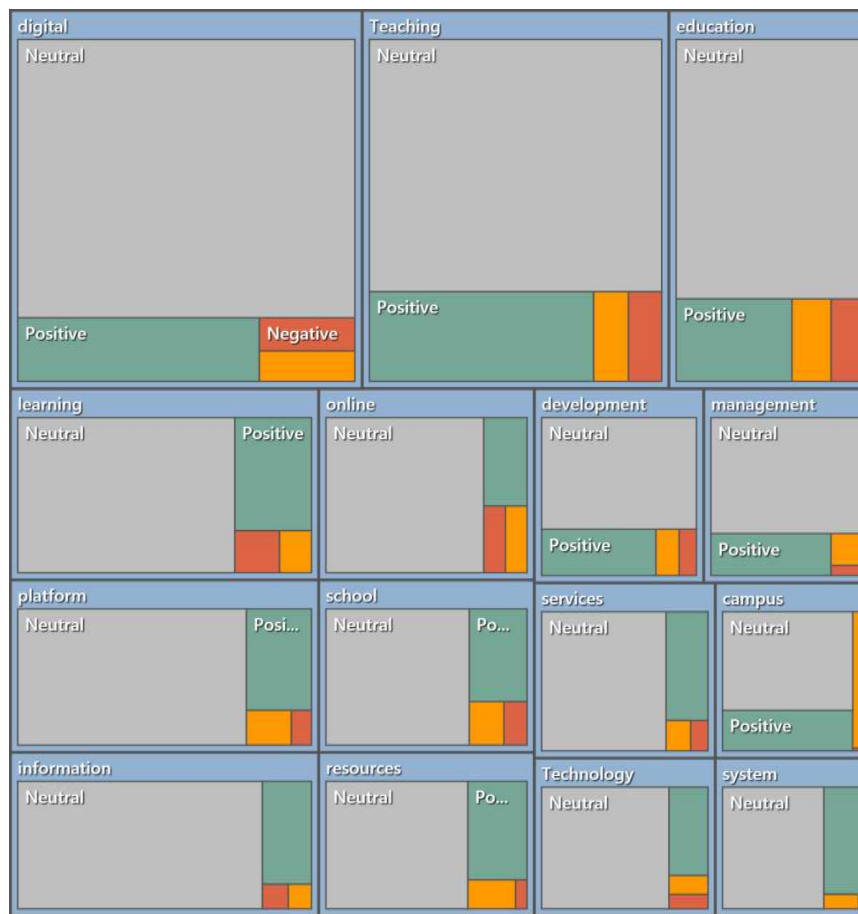 digital
Neutral
Positive
Negative
Teaching
Neutral
Positive
education
Neutral
Positive
learning
Neutral
Positive
online
Neutral
development
Neutral
Positive
management
Neutral
Positive
platform
Neutral
Posi...
school
Neutral
Po...
services
Neutral
campus
Neutral
Positive
information
Neutral
resources
Neutral
Po...
Technology
Neutral
system
Neutral